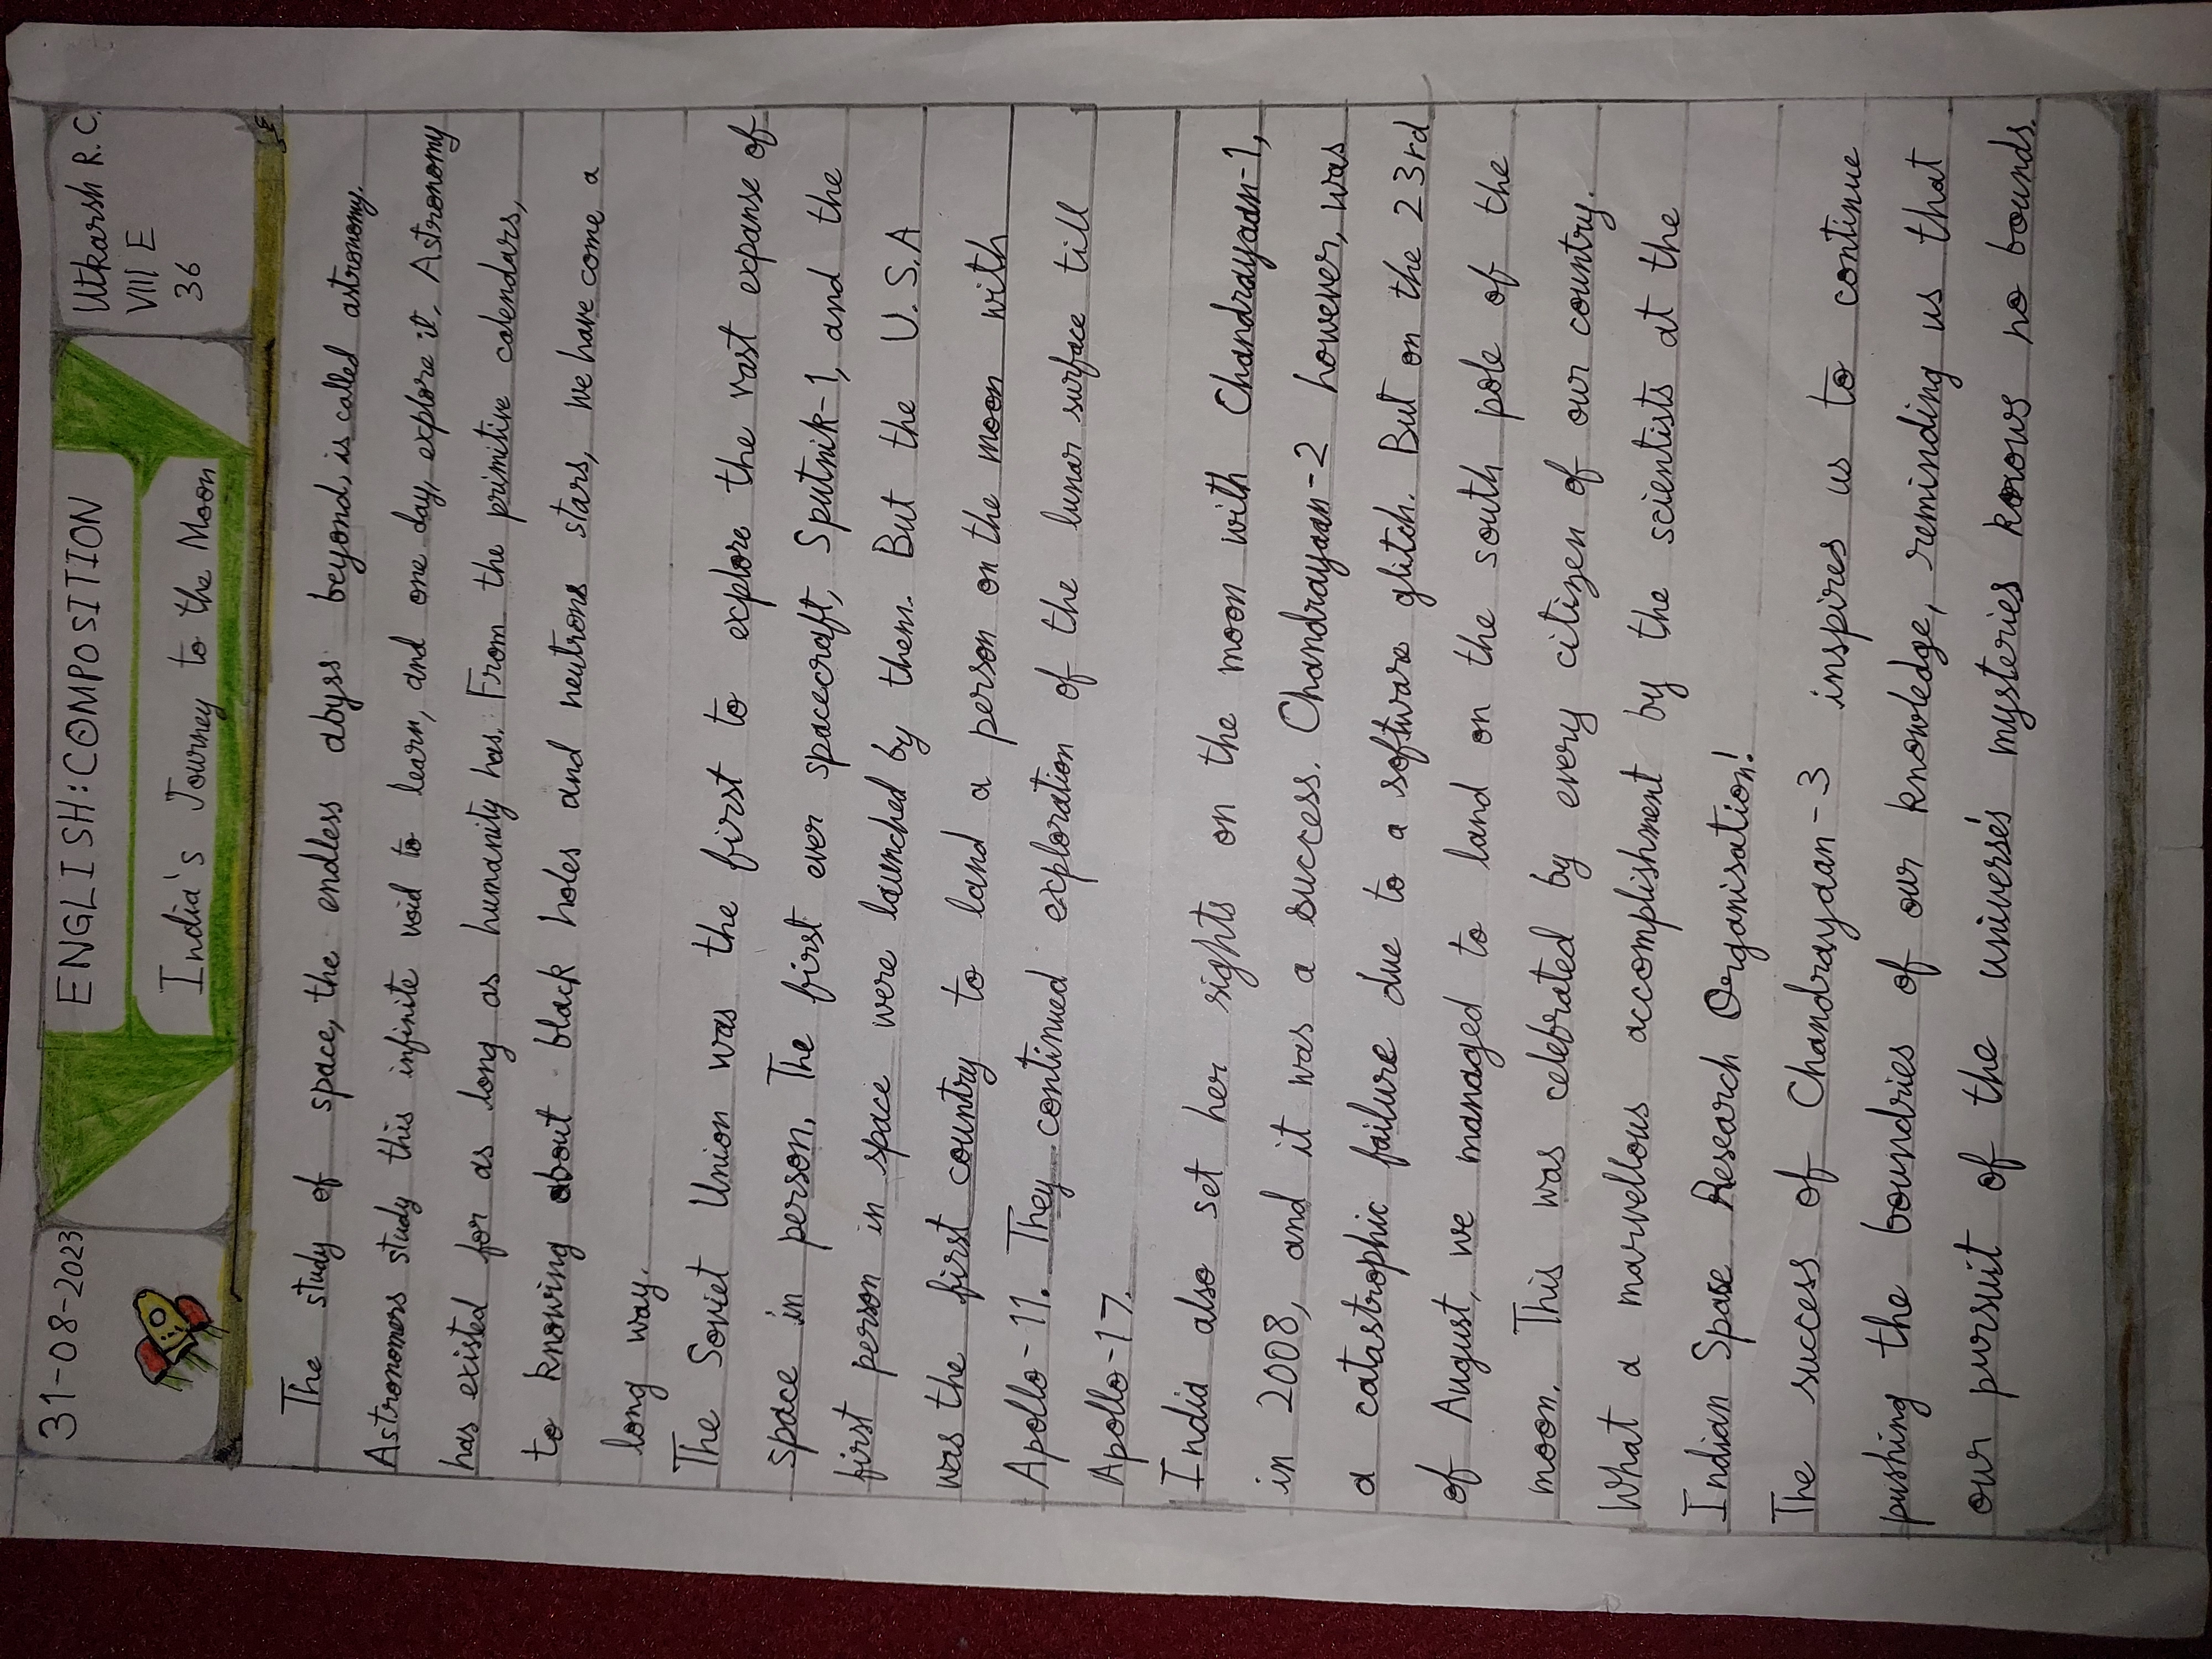 31-08-2023
ENGLISH: COMPOSITION
India's Journey to the Moon
Utkarsh R. C.
VIII E
36
The study of space, the endless abyss beyond, is called astronomy.
Astronomers study this infinite void to learn, and one day, explore it. Astronomy
has existed for as long as humanity has. From the primitive calendars,
to knowing about black holes and neutrons stars, we have come a
long way.
The Soviet Union was the first to explore the vast expanse of
space in person. The first ever spacecraft, Sputnik-1, and the
first person in space were launched by them. But the U.S.A
was the first country to land a person on the moon with
Apollo-11. They continued exploration of the lunar surface till
Apollo-17.
India also set her sights on the moon with Chandrayaan-1,
in 2008, and it was a success. Chandrayaan-2 however, was
a catastrophic failure due to a software glitch. But on the 23rd
of August, we managed to land on the south pole of the
moon. This was celebrated by every citizen of our country.
What a marvellous accomplishment by the scientists at the
Indian Space Research Organisation!
The success of Chandrayaan-3 inspires us to continue
pushing the boundries of our knowledge, reminding us that
our pursuit of the universe's mysteries knows no bounds.